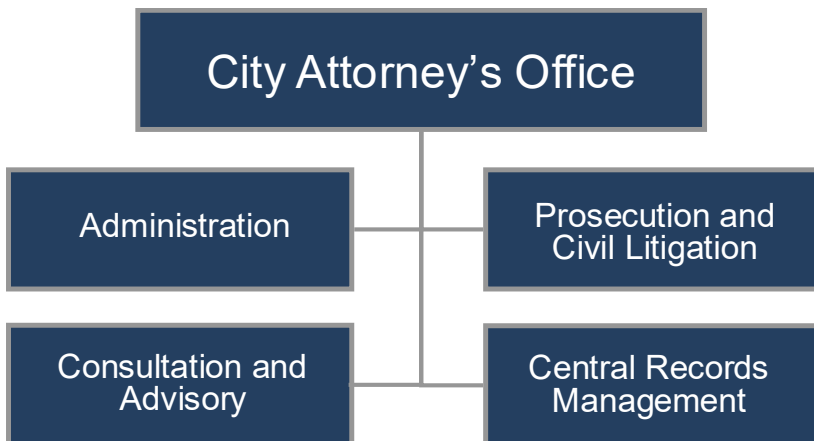 City Attorney’s Office
Administration
Prosecution and
Civil Litigation
Consultation and
Advisory
Central Records
Management